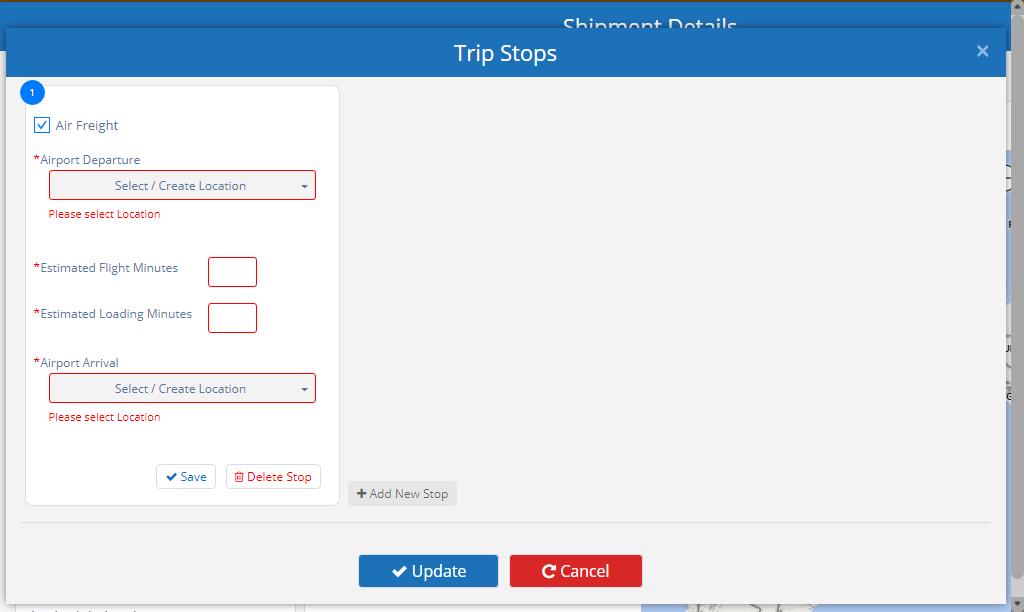 Shipment Details
Trip Stops
×
1
Air Freight
*Airport Departure
Select / Create Location
Please select Location
*Estimated Flight Minutes
*Estimated Loading Minutes
*Airport Arrival
Select / Create Location
Please select Location
Save
Delete Stop
Add New Stop
Update
Cancel